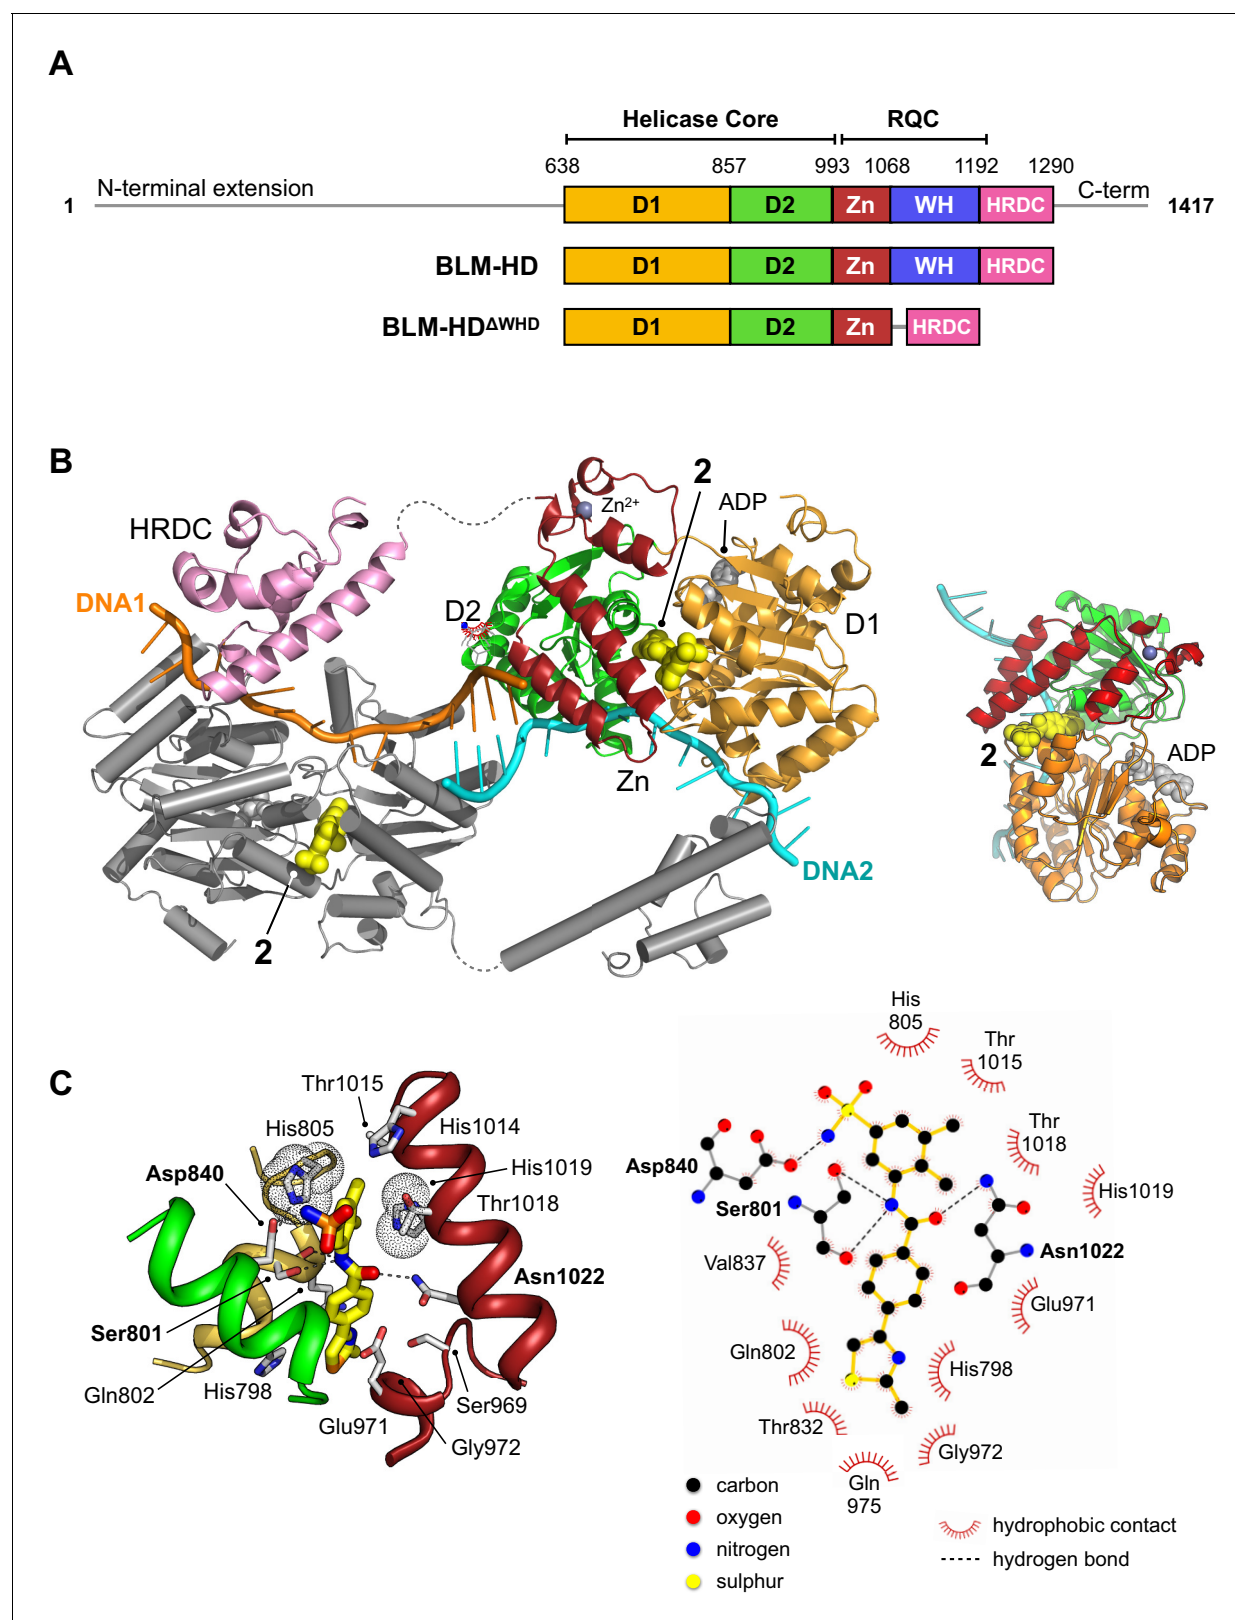 A
Helicase Core RQC
638 857 993 1068 1192 1290
N-terminal extension C-term
1 D1 D2 Zn WH HRDC 1417
BLM-HD D1 D2 Zn WH HRDC
BLM-HDΔWHD D1 D2 Zn HRDC
B
2
Zn2+ ADP
HRDC
DNA1
D2 D1
2 ADP
Zn
DNA2
2
C
Thr1015
His805 His1014
Asp840 His1019
Thr1018
Asn1022
Ser801
Gln802 His798
Glu971 Ser969
Gly972
His
805
Thr
1015
Thr
1018
Asp840
Ser801 His1019
Val837 Asn1022
Glu971
Gln802
His798
Thr832
Gly972
Gln
975
carbon
oxygen
nitrogen
sulphur
hydrophobic contact
hydrogen bond